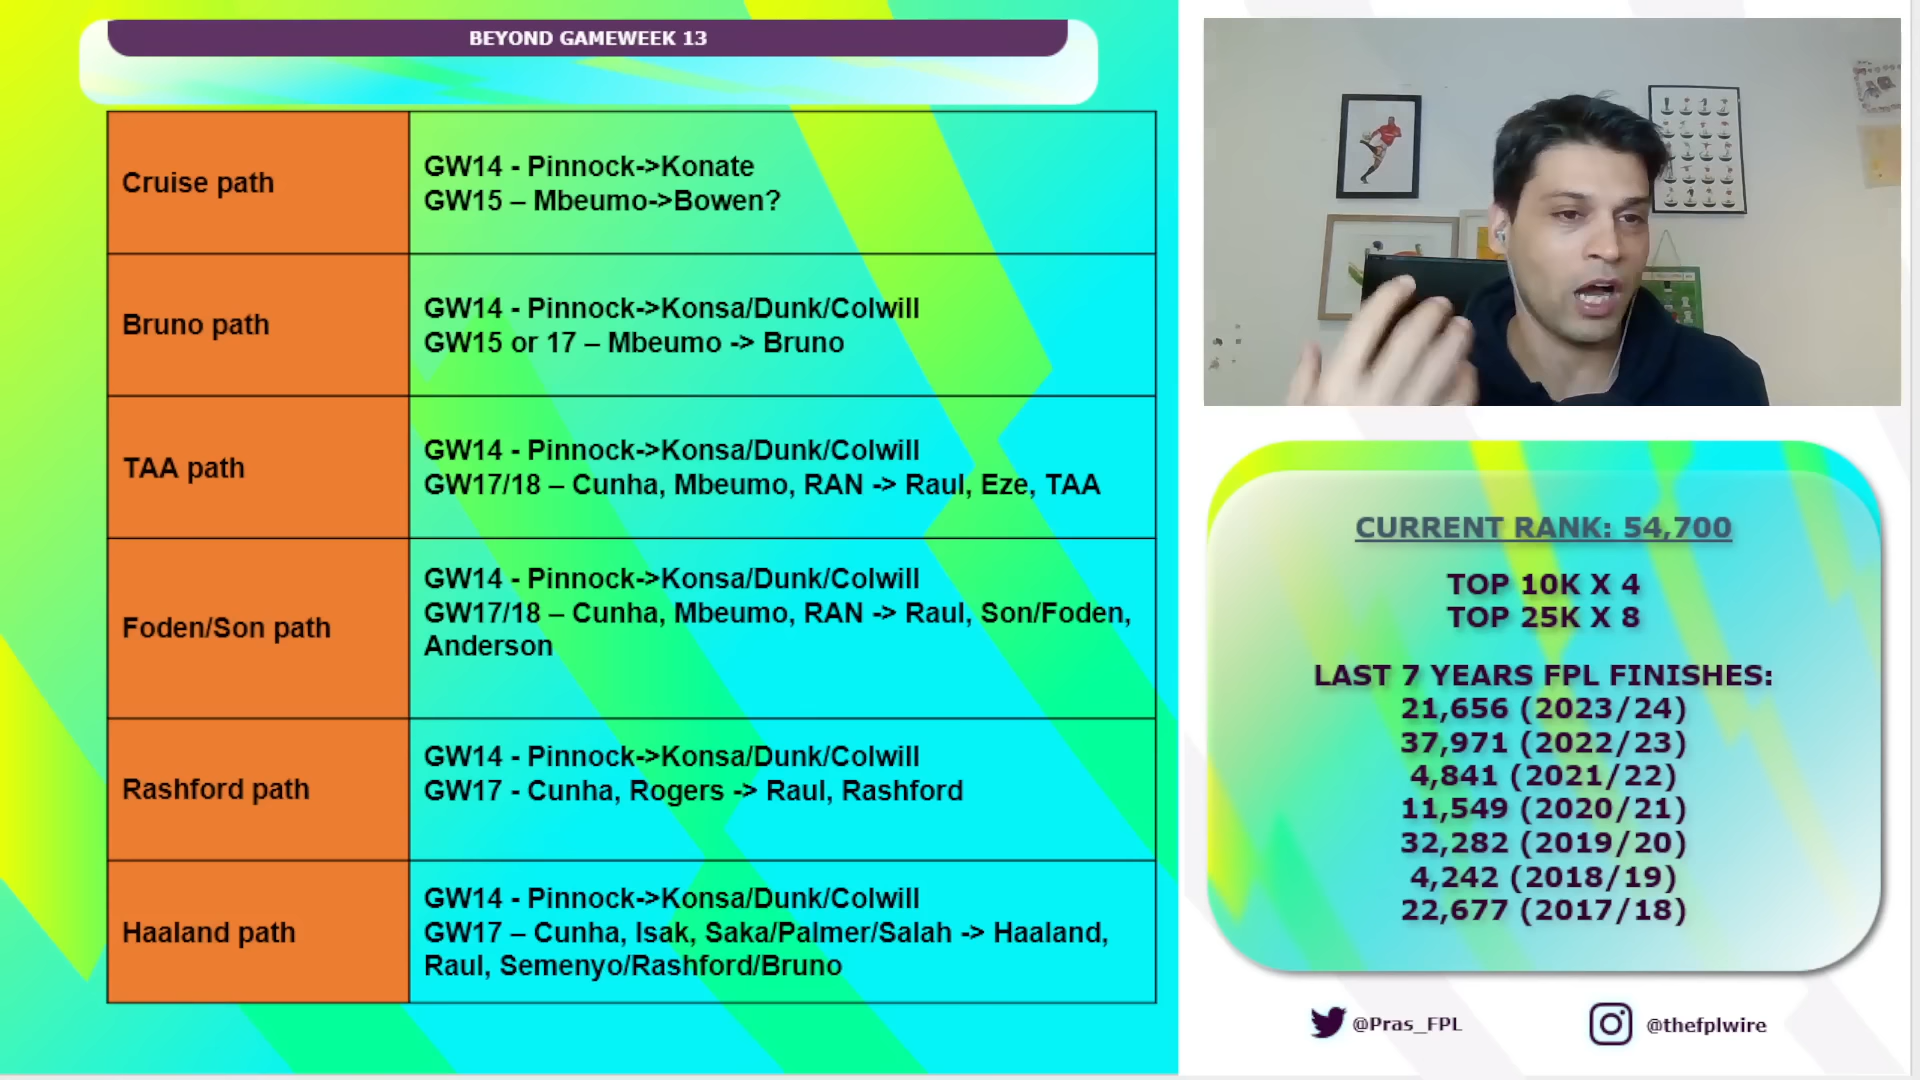 BEYOND GAMEWEEK 13
Cruise path
GW14 - Pinnock->Konate
GW15 – Mbeumo->Bowen?
Bruno path
GW14 - Pinnock->Konsa/Dunk/Colwill
GW15 or 17 – Mbeumo -> Bruno
TAA path
GW14 - Pinnock->Konsa/Dunk/Colwill
GW17/18 – Cunha, Mbeumo, RAN -> Raul, Eze, TAA
Foden/Son path
GW14 - Pinnock->Konsa/Dunk/Colwill
GW17/18 – Cunha, Mbeumo, RAN -> Raul, Son/Foden,
Anderson
Rashford path
GW14 - Pinnock->Konsa/Dunk/Colwill
GW17 - Cunha, Rogers -> Raul, Rashford
Haaland path
GW14 - Pinnock->Konsa/Dunk/Colwill
GW17 – Cunha, Isak, Saka/Palmer/Salah -> Haaland,
Raul, Semenyo/Rashford/Bruno
CURRENT RANK: 54,700
TOP 10K X 4
TOP 25K X 8
LAST 7 YEARS FPL FINISHES:
21,656 (2023/24)
37,971 (2022/23)
4,841 (2021/22)
11,549 (2020/21)
32,282 (2019/20)
4,242 (2018/19)
22,677 (2017/18)
@Pras_FPL
@thefplwire